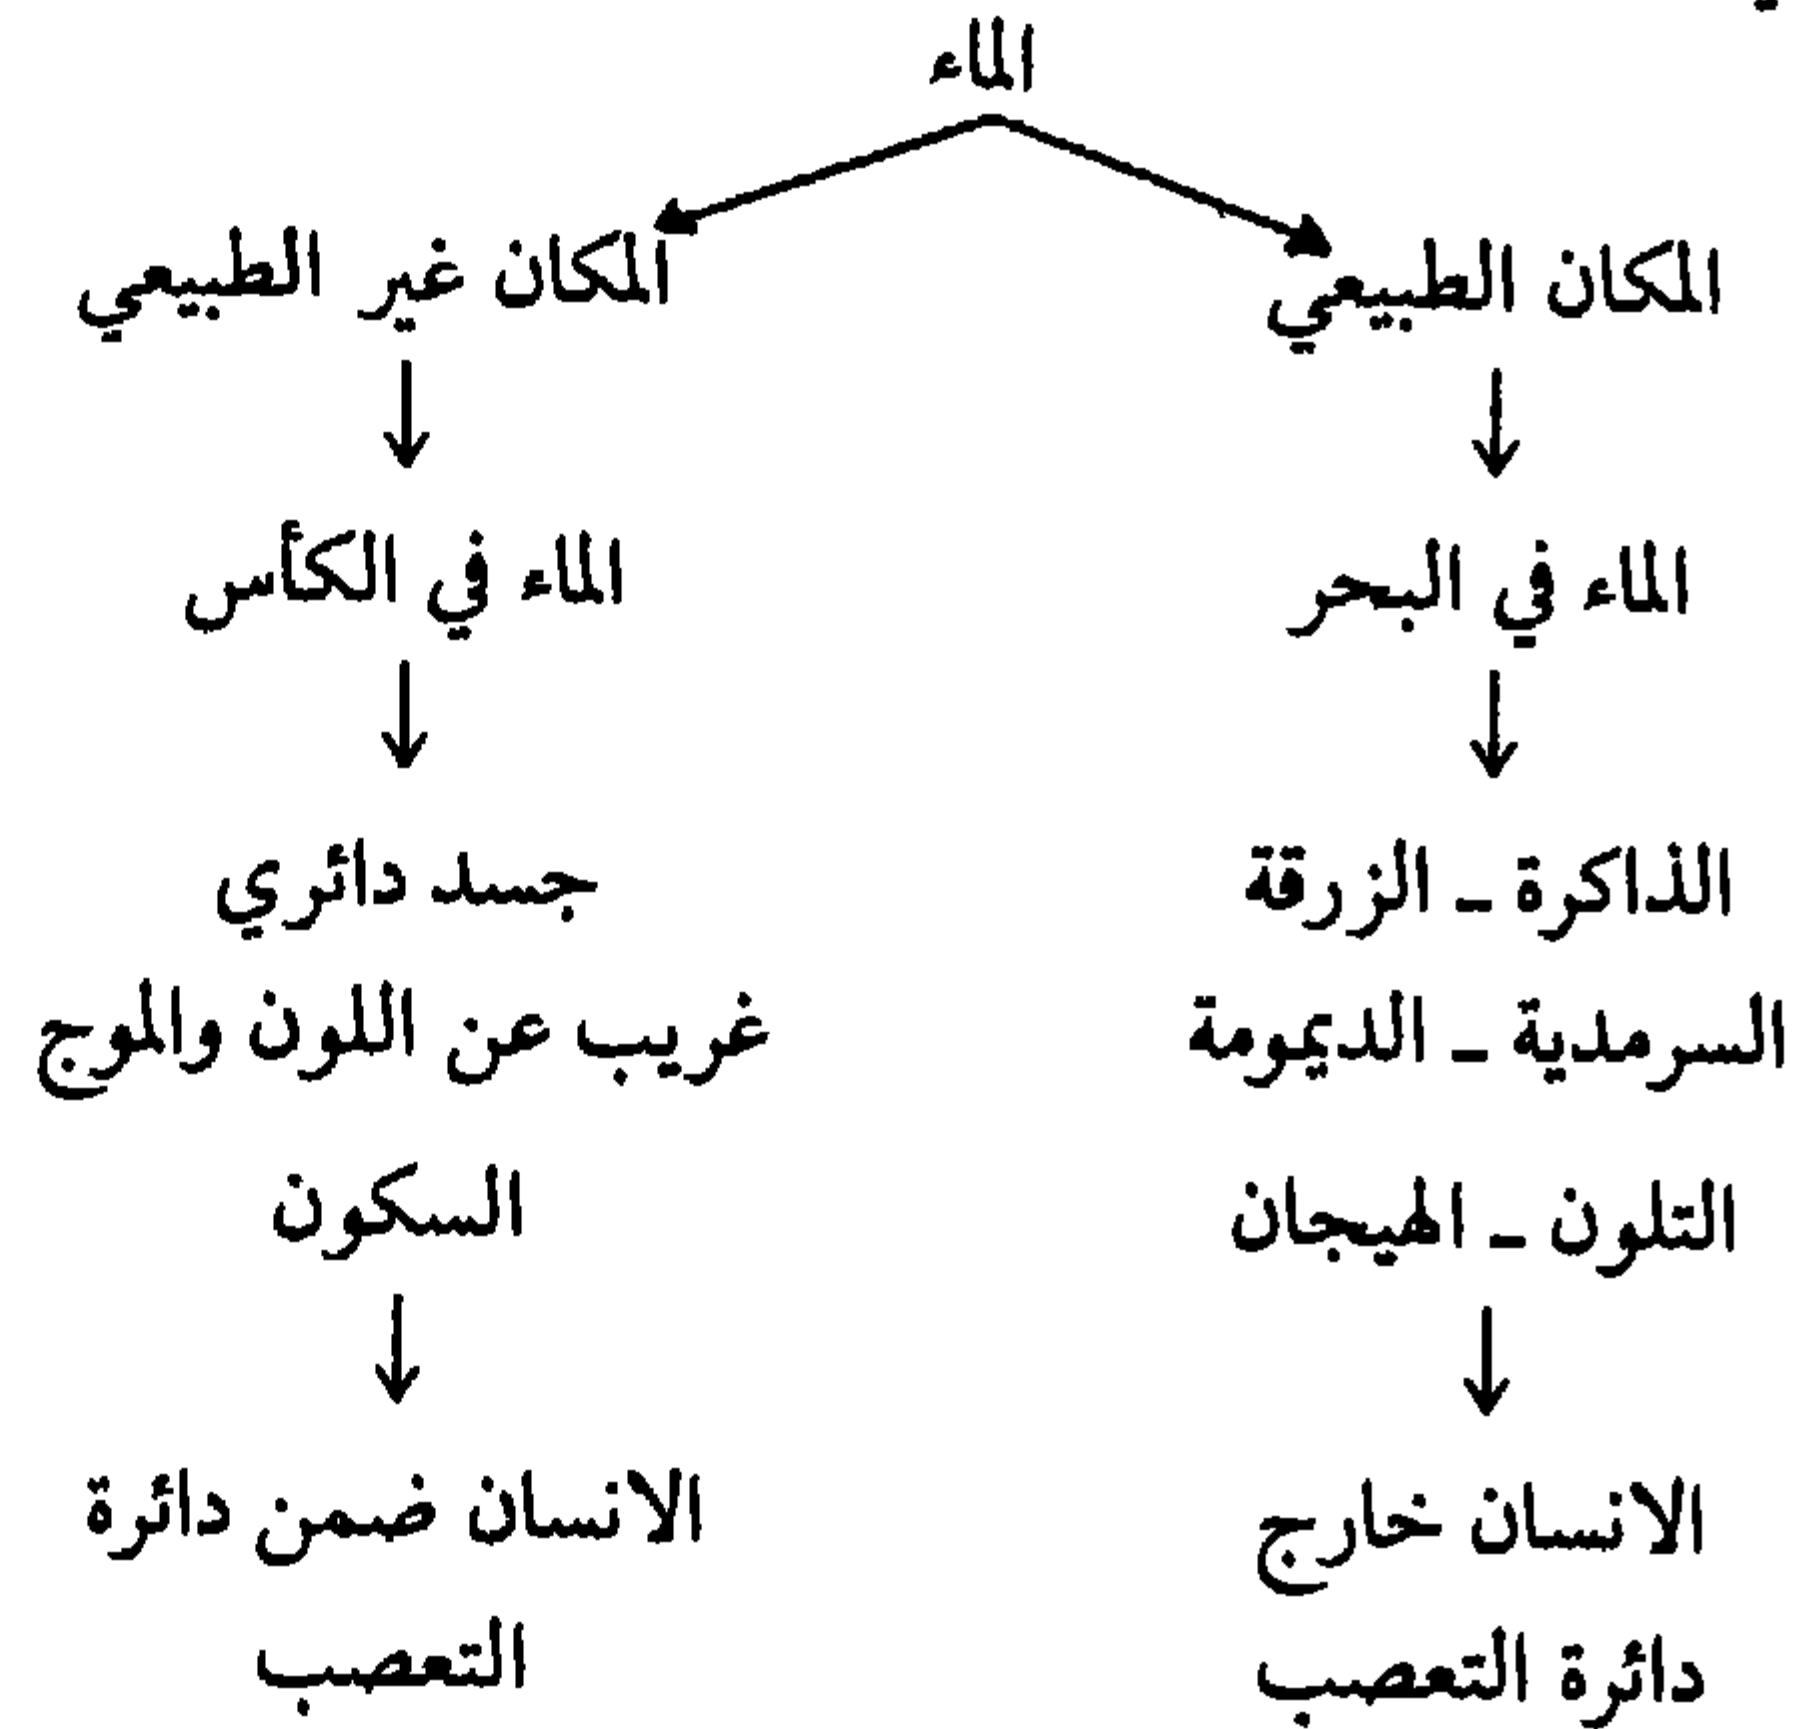 الماء
المكان الطبيعي
المكان غير الطبيعي
الماء في البحر
الماء في الكأس
الذاكرة ـ الزرقة
جسد دائري
السرمدية ـ الديمومة
غريب عن اللون والموج
التلون ـ الهيجان
السكون
الانسان خارج
الانسان ضمن دائرة
دائرة التعصب
التعصب